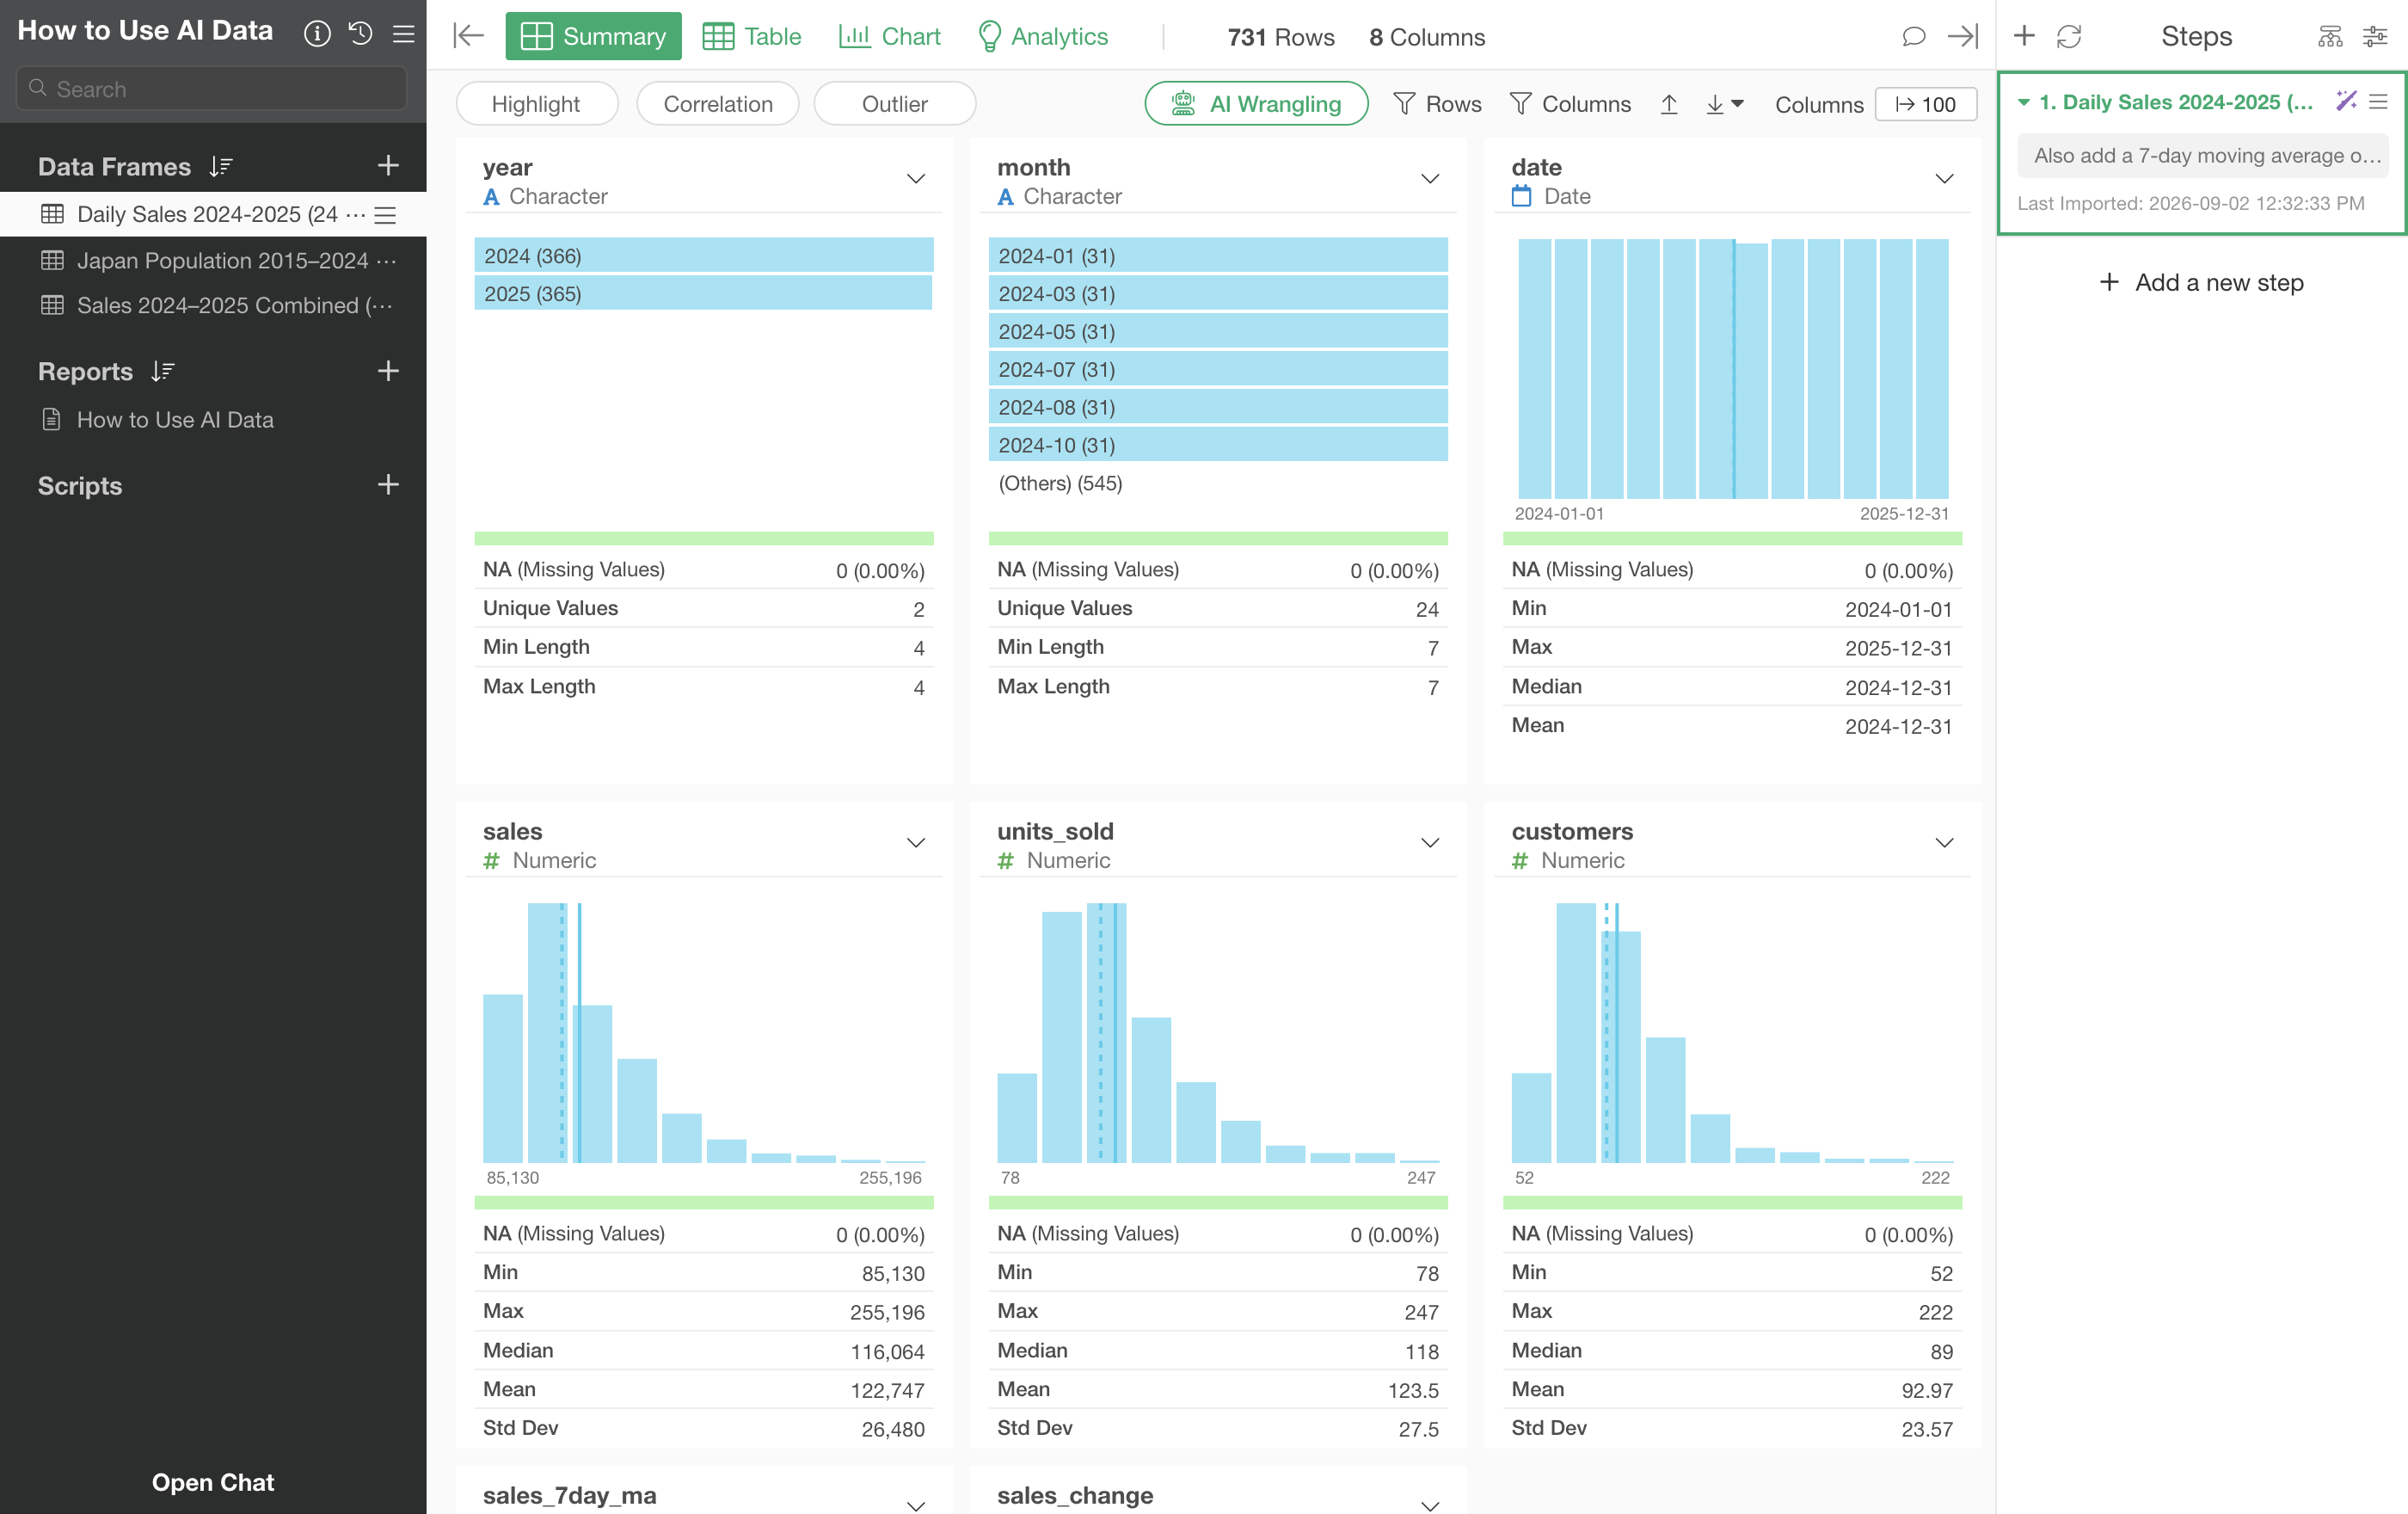 How to Use AI Data
Search
Data Frames
Daily Sales 2024-2025 (24 ⋯
Japan Population 2015–2024 ⋯
Sales 2024–2025 Combined (⋯
Reports
How to Use AI Data
Scripts
Open Chat
Summary
Table
Chart
Analytics
731 Rows
8 Columns
Highlight
Correlation
Outlier
AI Wrangling
Rows
Columns
Columns
100
year
A Character
2024 (366)
2025 (365)
NA (Missing Values) 0 (0.00%)
Unique Values 2
Min Length 4
Max Length 4
month
A Character
2024-01 (31)
2024-03 (31)
2024-05 (31)
2024-07 (31)
2024-08 (31)
2024-10 (31)
(Others) (545)
NA (Missing Values) 0 (0.00%)
Unique Values 24
Min Length 7
Max Length 7
date
Date
2024-01-01 2025-12-31
NA (Missing Values) 0 (0.00%)
Min 2024-01-01
Max 2025-12-31
Median 2024-12-31
Mean 2024-12-31
sales
# Numeric
85,130 255,196
NA (Missing Values) 0 (0.00%)
Min 85,130
Max 255,196
Median 116,064
Mean 122,747
Std Dev 26,480
units_sold
# Numeric
78 247
NA (Missing Values) 0 (0.00%)
Min 78
Max 247
Median 118
Mean 123.5
Std Dev 27.5
customers
# Numeric
52 222
NA (Missing Values) 0 (0.00%)
Min 52
Max 222
Median 89
Mean 92.97
Std Dev 23.57
sales_7day_ma
sales_change
Steps
1. Daily Sales 2024-2025 (...
Also add a 7-day moving average o...
Last Imported: 2026-09-02 12:32:33 PM
+ Add a new step